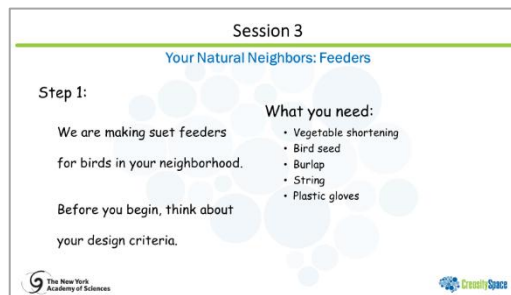 Session 3
Your Natural Neighbors: Feeders
Step 1:
We are making suet feeders
for birds in your neighborhood.
Before you begin, think about
your design criteria.
What you need:
• Vegetable shortening
• Bird seed
• Burlap
• String
• Plastic gloves
The New York
Academy of Sciences
CreositySpace